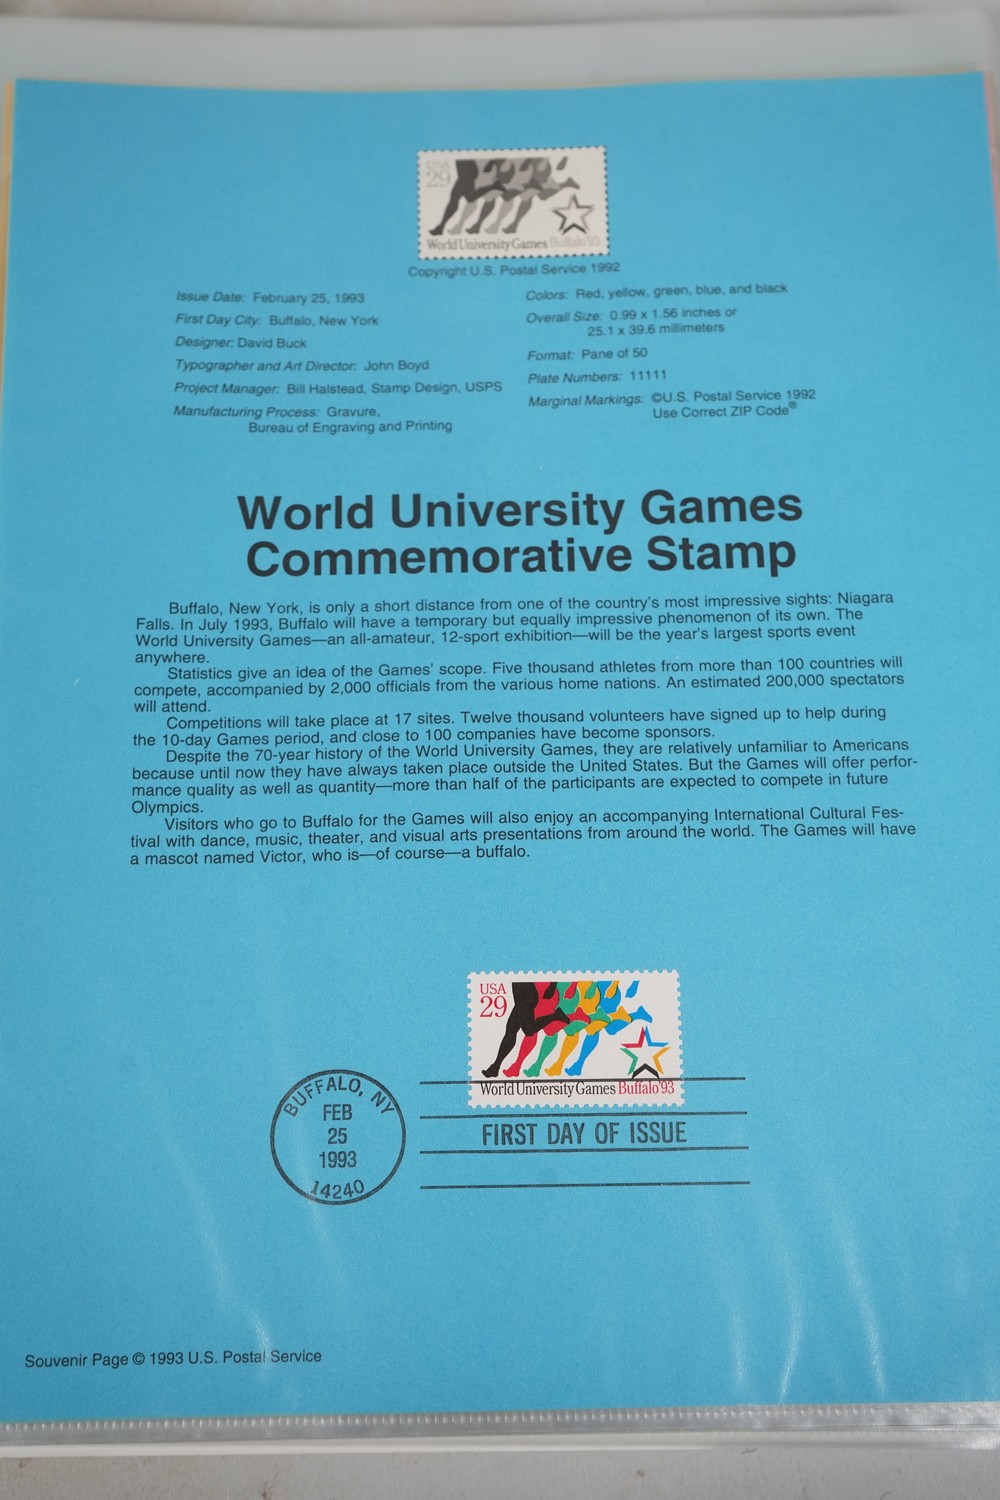 USA
29
World University Games Buffalo'93
Copyright U.S. Postal Service 1992
Issue Date: February 25, 1993
First Day City: Buffalo, New York
Designer: David Buck
Typographer and Art Director: John Boyd
Project Manager: Bill Halstead, Stamp Design, USPS
Manufacturing Process: Gravure,
Bureau of Engraving and Printing
Colors: Red, yellow, green, blue, and black
Overall Size: 0.99 x 1.56 inches or
25.1 x 39.6 millimeters
Format: Pane of 50
Plate Numbers: 11111
Marginal Markings: ©U.S. Postal Service 1992
Use Correct ZIP Code®
World University Games
Commemorative Stamp
Buffalo, New York, is only a short distance from one of the country's most impressive sights: Niagara
Falls. In July 1993, Buffalo will have a temporary but equally impressive phenomenon of its own. The
World University Games—an all-amateur, 12-sport exhibition—will be the year's largest sports event
anywhere.
Statistics give an idea of the Games' scope. Five thousand athletes from more than 100 countries will
compete, accompanied by 2,000 officials from the various home nations. An estimated 200,000 spectators
will attend.
Competitions will take place at 17 sites. Twelve thousand volunteers have signed up to help during
the 10-day Games period, and close to 100 companies have become sponsors.
Despite the 70-year history of the World University Games, they are relatively unfamiliar to Americans
because until now they have always taken place outside the United States. But the Games will offer perfor-
mance quality as well as quantity—more than half of the participants are expected to compete in future
Olympics.
Visitors who go to Buffalo for the Games will also enjoy an accompanying International Cultural Fes-
tival with dance, music, theater, and visual arts presentations from around the world. The Games will have
a mascot named Victor, who is—of course—a buffalo.
USA
29
World University Games Buffalo'93
BUFFALO, NY
FEB
25
1993
14240
FIRST DAY OF ISSUE
Souvenir Page © 1993 U.S. Postal Service